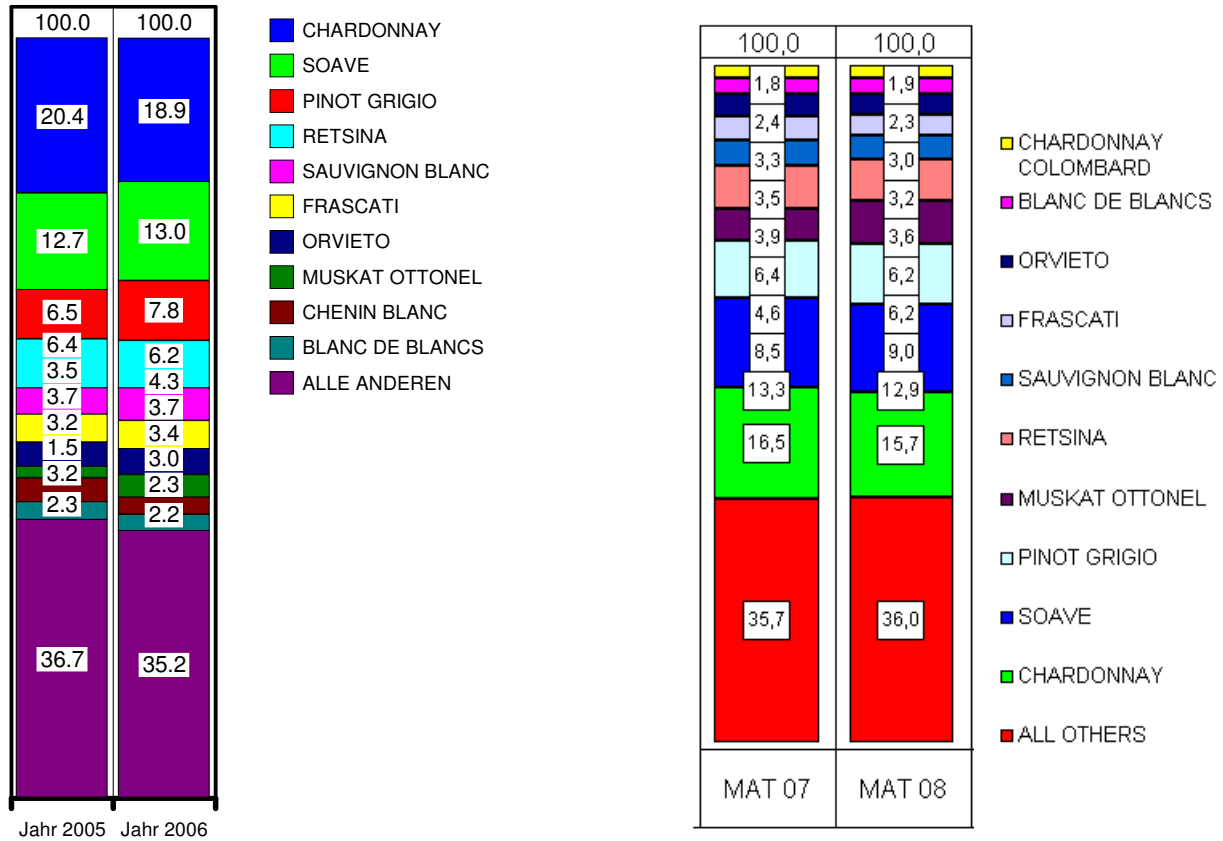 100.0 100.0
20.4 18.9
12.7 13.0
6.5 7.8
6.4 6.2
3.5 4.3
3.7 3.7
3.2 3.4
1.5 3.0
3.2 2.3
2.3 2.2
36.7 35.2
Jahr 2005 Jahr 2006
CHARDONNAY
SOAVE
PINOT GRIGIO
RETSINA
SAUVIGNON BLANC
FRASCATI
ORVIETO
MUSKAT OTTONEL
CHENIN BLANC
BLANC DE BLANCS
ALLE ANDEREN
100,0 100,0
1,8 1,9
2,4 2,3
3,3 3,0
3,5 3,2
3,9 3,6
6,4 6,2
4,6 6,2
8,5 9,0
13,3 12,9
16,5 15,7
35,7 36,0
MAT 07 MAT 08
CHARDONNAY
COLOMBARD
BLANC DE BLANCS
ORVIETO
FRASCATI
SAUVIGNON BLANC
RETSINA
MUSKAT OTTONEL
PINOT GRIGIO
SOAVE
CHARDONNAY
ALL OTHERS